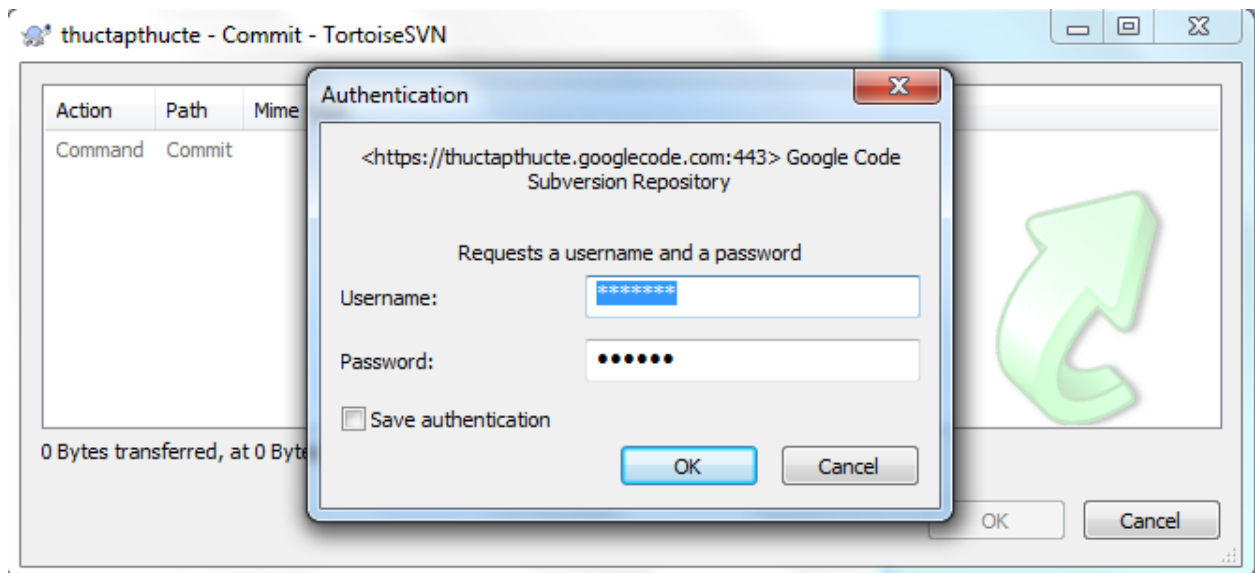 thuctapthucte - Commit - TortoiseSVN
Authentication
Action Path Mime
Command Commit
<https://thuctapthucte.googlecode.com:443> Google Code
Subversion Repository
Requests a username and a password
Username: *******
Password: ••••••
Save authentication
OK Cancel
0 Bytes transferred, at 0 Byte
OK Cancel